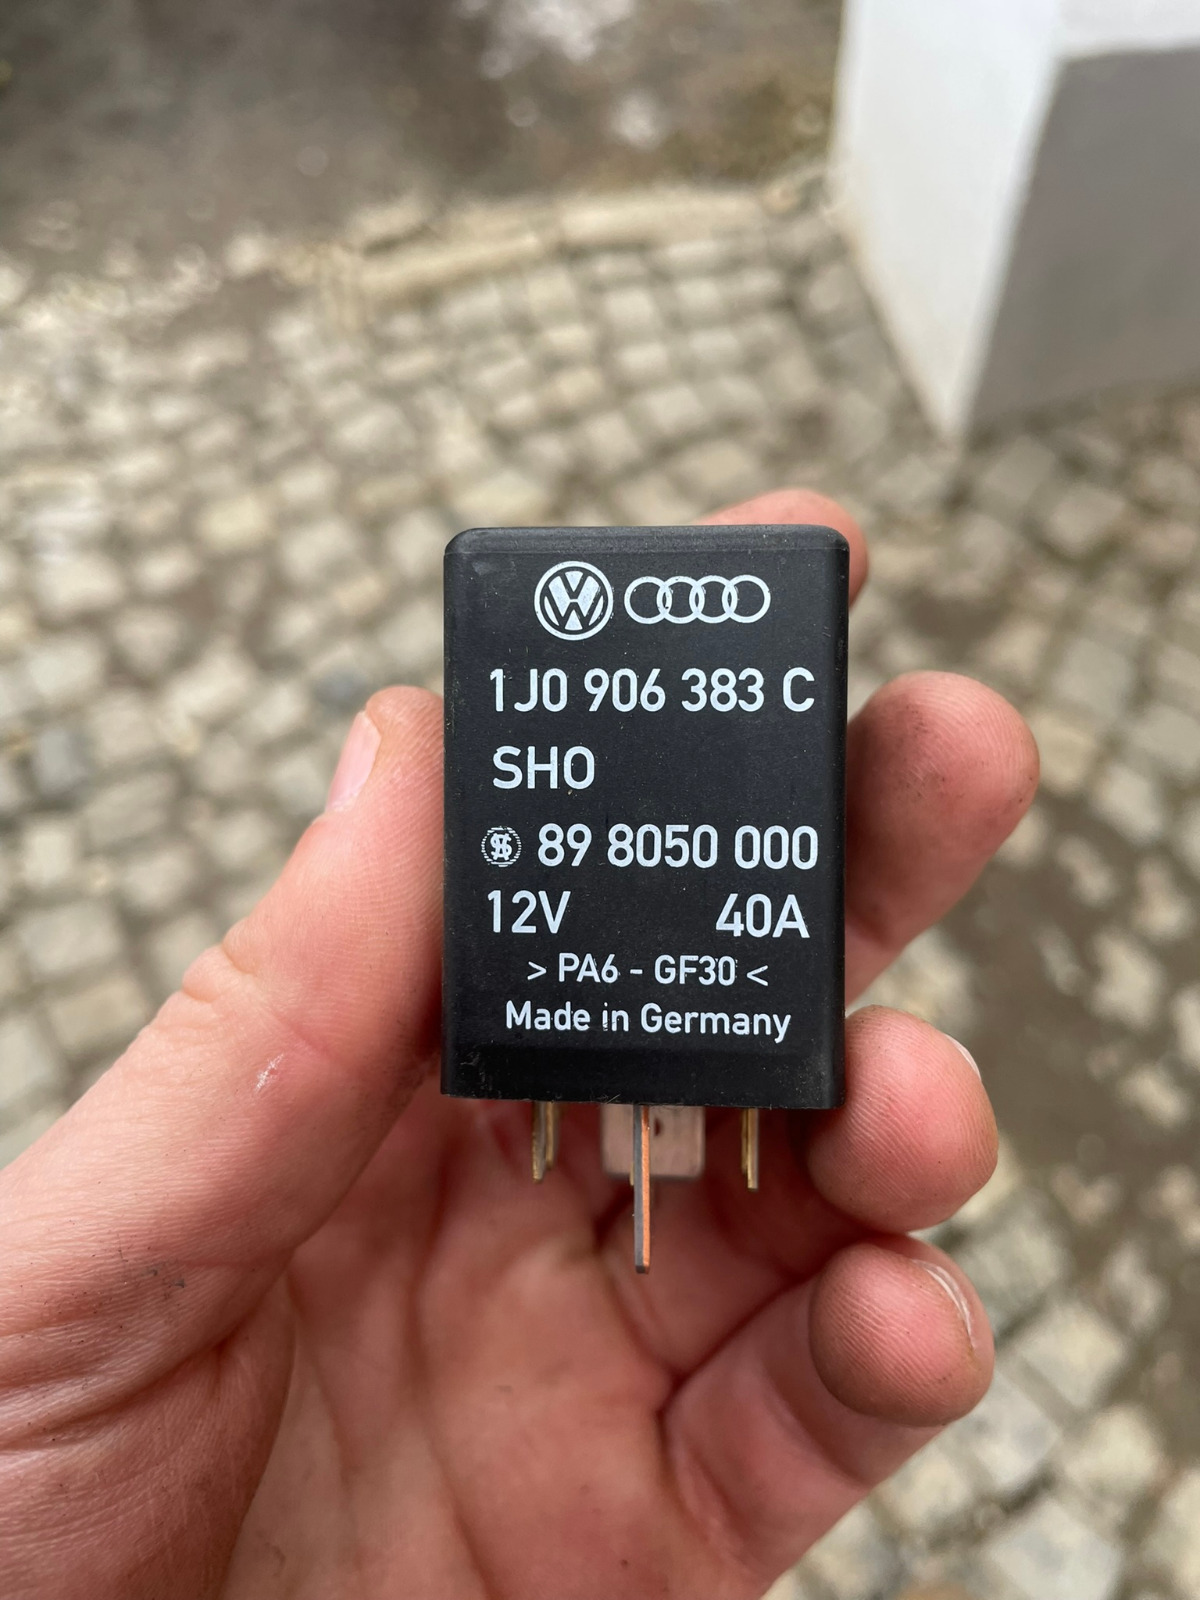 1J0 906 383 C
SHO
89 8050 000
12V 40A
> PA6 - GF30 <
Made in Germany